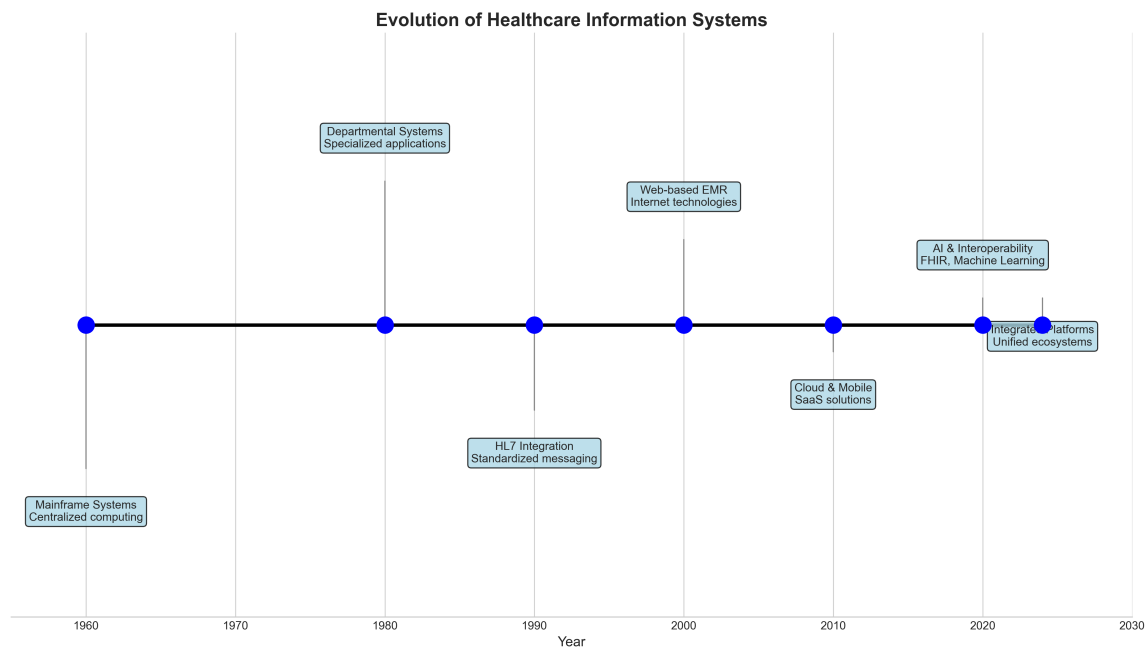 Evolution of Healthcare Information Systems
Departmental Systems
Specialized applications
Web-based EMR
Internet technologies
AI & Interoperability
FHIR, Machine Learning
Integrated Platforms
Unified ecosystems
Cloud & Mobile
SaaS solutions
HL7 Integration
Standardized messaging
Mainframe Systems
Centralized computing
1960 1970 1980 1990 2000 2010 2020 2030
Year